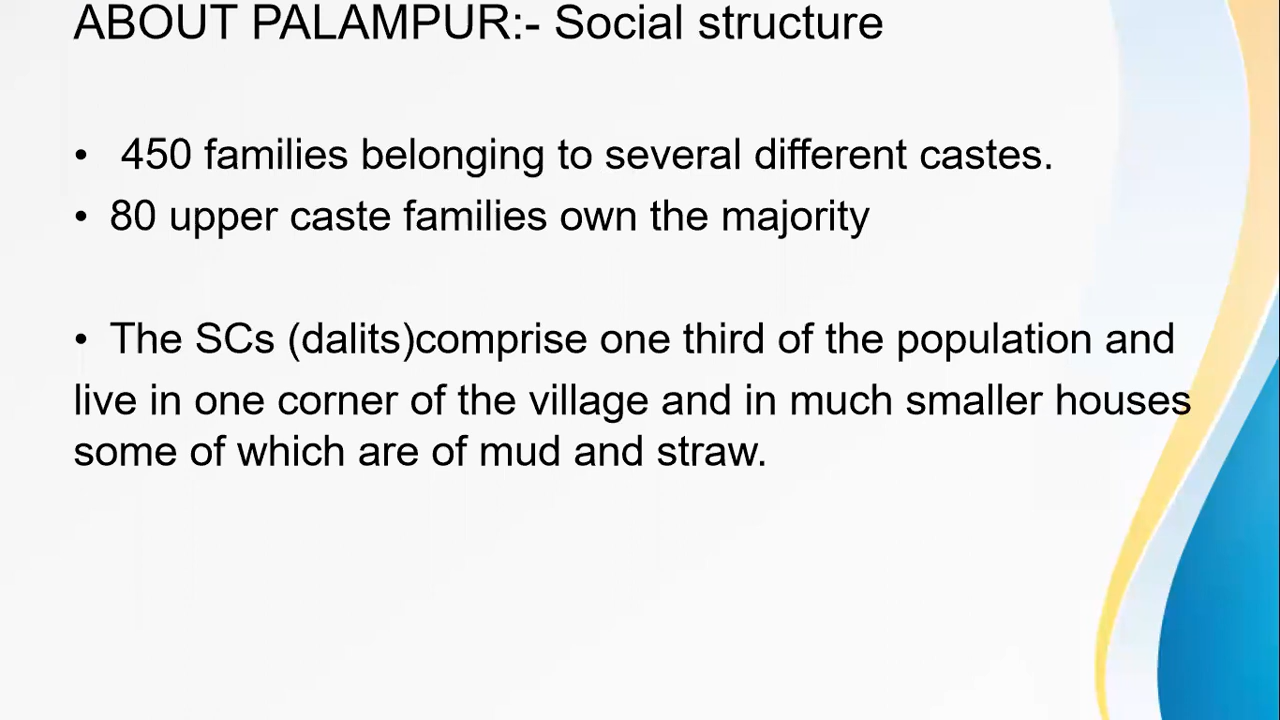 ABOUT PALAMPUR:- Social structure
• 450 families belonging to several different castes.
• 80 upper caste families own the majority
• The SCs (dalits)comprise one third of the population and
live in one corner of the village and in much smaller houses
some of which are of mud and straw.